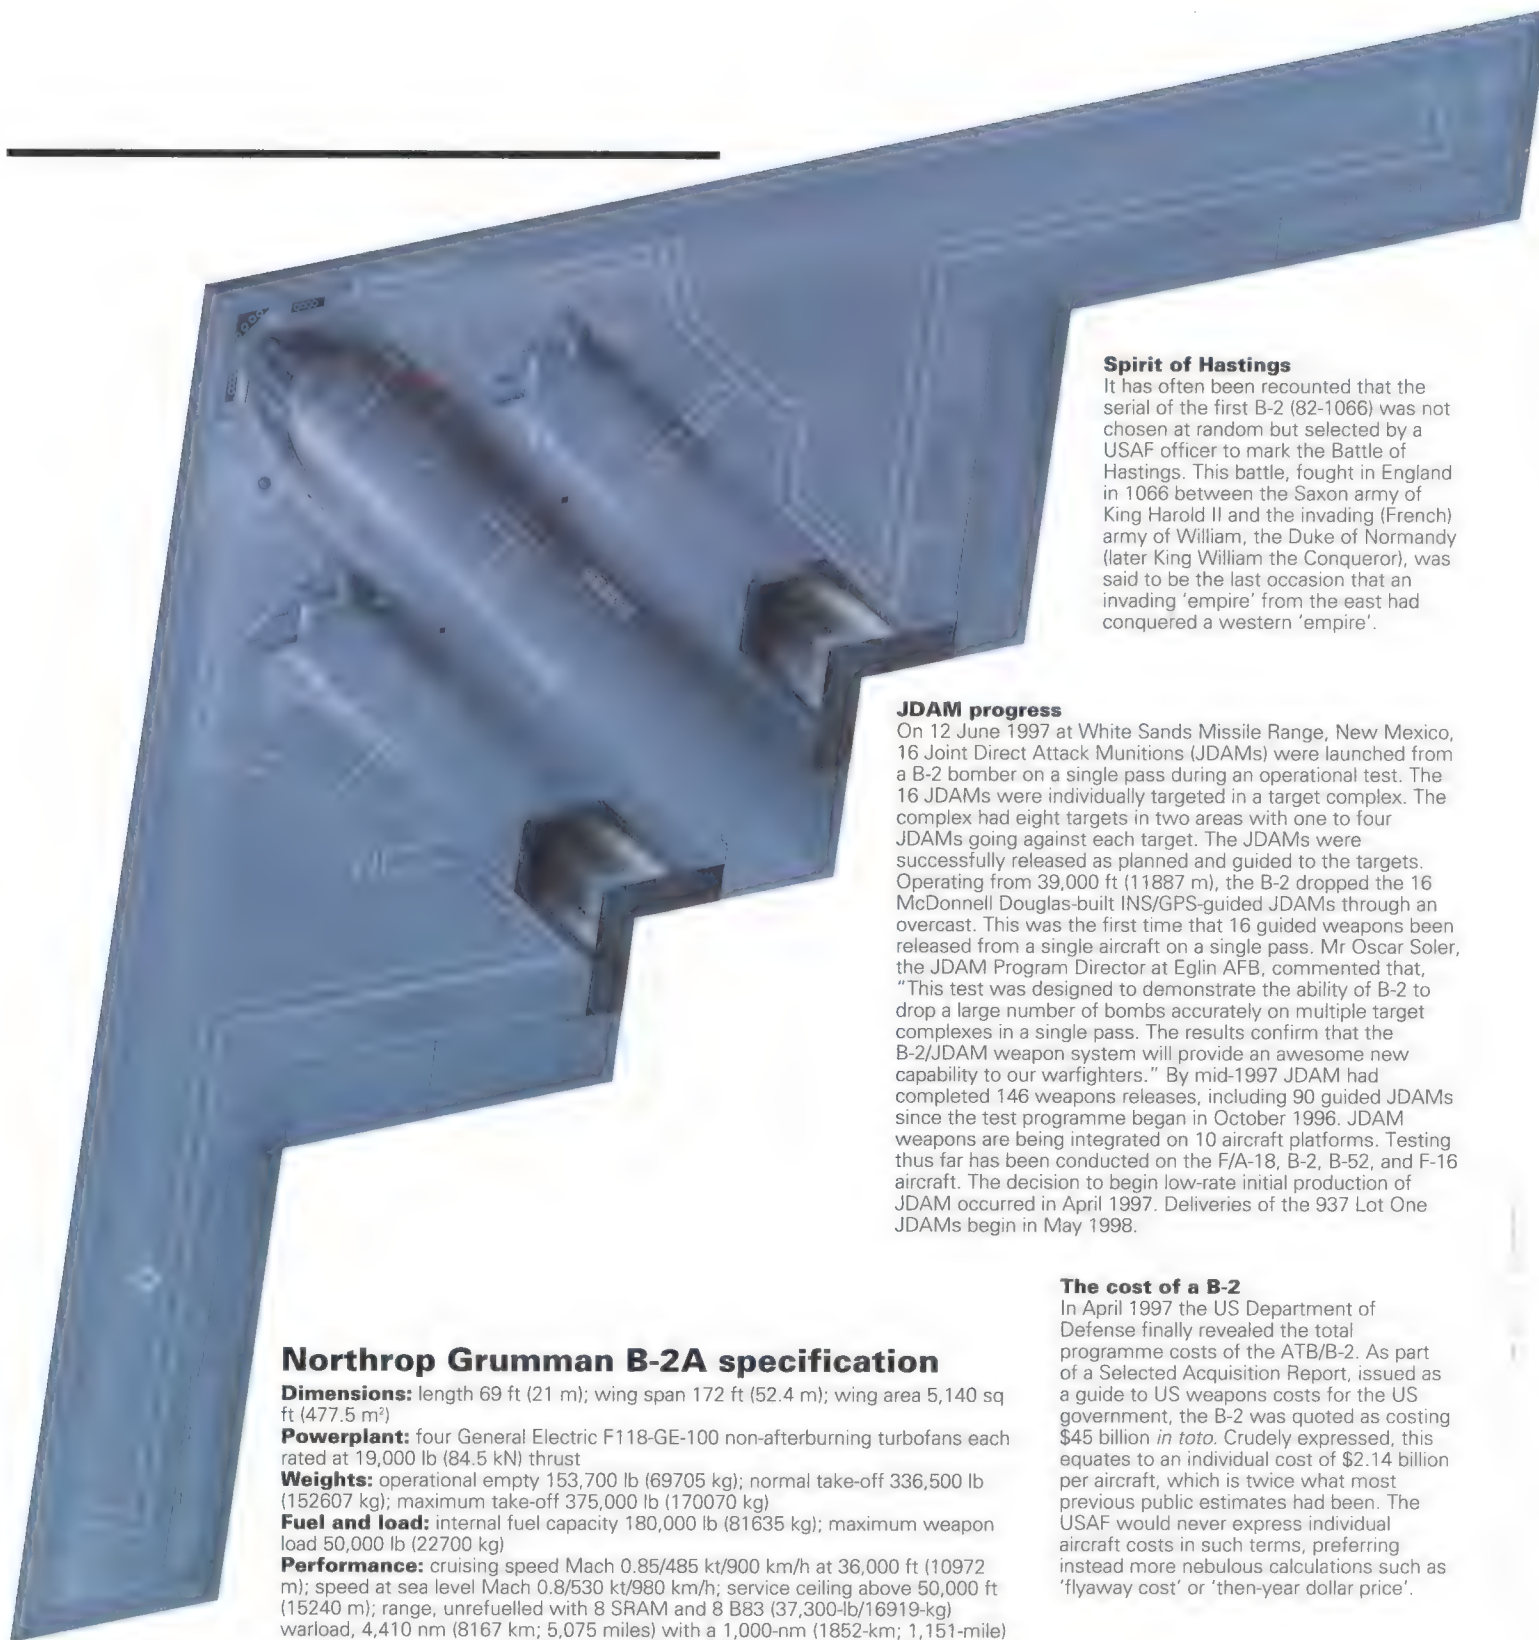 Spirit of Hastings
It has often been recounted that the
serial of the first B-2 (82-1066) was not
chosen at random but selected by a
USAF officer to mark the Battle of
Hastings. This battle, fought in England
in 1066 between the Saxon army of
King Harold II and the invading (French)
army of William, the Duke of Normandy
(later King William the Conqueror), was
said to be the last occasion that an
invading 'empire' from the east had
conquered a western 'empire'.
JDAM progress
On 12 June 1997 at White Sands Missile Range, New Mexico,
16 Joint Direct Attack Munitions (JDAMs) were launched from
a B-2 bomber on a single pass during an operational test. The
16 JDAMs were individually targeted in a target complex. The
complex had eight targets in two areas with one to four
JDAMs going against each target. The JDAMs were
successfully released as planned and guided to the targets.
Operating from 39,000 ft (11887 m), the B-2 dropped the 16
McDonnell Douglas-built INS/GPS-guided JDAMs through an
overcast. This was the first time that 16 guided weapons been
released from a single aircraft on a single pass. Mr Oscar Soler,
the JDAM Program Director at Eglin AFB, commented that,
"This test was designed to demonstrate the ability of B-2 to
drop a large number of bombs accurately on multiple target
complexes in a single pass. The results confirm that the
B-2/JDAM weapon system will provide an awesome new
capability to our warfighters." By mid-1997 JDAM had
completed 146 weapons releases, including 90 guided JDAMs
since the test programme began in October 1996. JDAM
weapons are being integrated on 10 aircraft platforms. Testing
thus far has been conducted on the F/A-18, B-2, B-52, and F-16
aircraft. The decision to begin low-rate initial production of
JDAM occurred in April 1997. Deliveries of the 937 Lot One
JDAMs begin in May 1998.
The cost of a B-2
In April 1997 the US Department of
Defense finally revealed the total
programme costs of the ATB/B-2. As part
of a Selected Acquisition Report, issued as
a guide to US weapons costs for the US
government, the B-2 was quoted as costing
$45 billion in toto. Crudely expressed, this
equates to an individual cost of $2.14 billion
per aircraft, which is twice what most
previous public estimates had been. The
USAF would never express individual
aircraft costs in such terms, preferring
instead more nebulous calculations such as
'flyaway cost' or 'then-year dollar price'.
Northrop Grumman B-2A specification
Dimensions: length 69 ft (21 m); wing span 172 ft (52.4 m); wing area 5,140 sq
ft (477.5 m²)
Powerplant: four General Electric F118-GE-100 non-afterburning turbofans each
rated at 19,000 lb (84.5 kN) thrust
Weights: operational empty 153,700 lb (69705 kg); normal take-off 336,500 lb
(152607 kg); maximum take-off 375,000 lb (170070 kg)
Fuel and load: internal fuel capacity 180,000 lb (81635 kg); maximum weapon
load 50,000 lb (22700 kg)
Performance: cruising speed Mach 0.85/485 kt/900 km/h at 36,000 ft (10972
m); speed at sea level Mach 0.8/530 kt/980 km/h; service ceiling above 50,000 ft
(15240 m); range, unrefuelled with 8 SRAM and 8 B83 (37,300-lb/16919-kg)
warload, 4,410 nm (8167 km; 5,075 miles) with a 1,000-nm (1852-km; 1,151-mile)